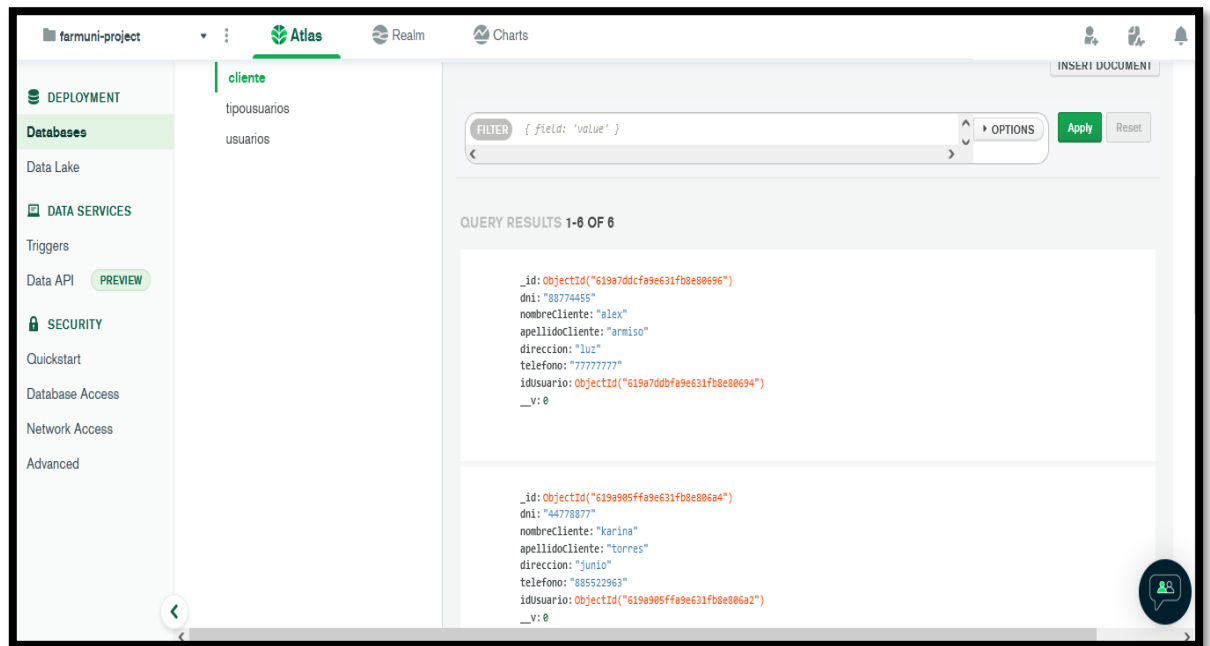 farmuni-project
Atlas
Realm
Charts
DEPLOYMENT
Databases
Data Lake
DATA SERVICES
Triggers
Data API PREVIEW
SECURITY
Quickstart
Database Access
Network Access
Advanced
cliente
tipousuarios
usuarios
INSERT DOCUMENT
FILTER { field: 'value' }
OPTIONS
Apply
Reset
QUERY RESULTS 1-6 OF 6
_id:ObjectId("619a7ddcfa9e631fb8e80696")
dni:"88774455"
nombreCliente:"alex"
apellidoCliente:"armiso"
direccion:"luz"
telefono:"77777777"
idUsuario:ObjectId("619a7ddbfa9e631fb8e80694")
__v:0
_id:ObjectId("619a905ffa9e631fb8e806a4")
dni:"44778877"
nombreCliente:"karina"
apellidoCliente:"torres"
direccion:"junio"
telefono:"885522963"
idUsuario:ObjectId("619a905ffa9e631fb8e806a2")
__v:0